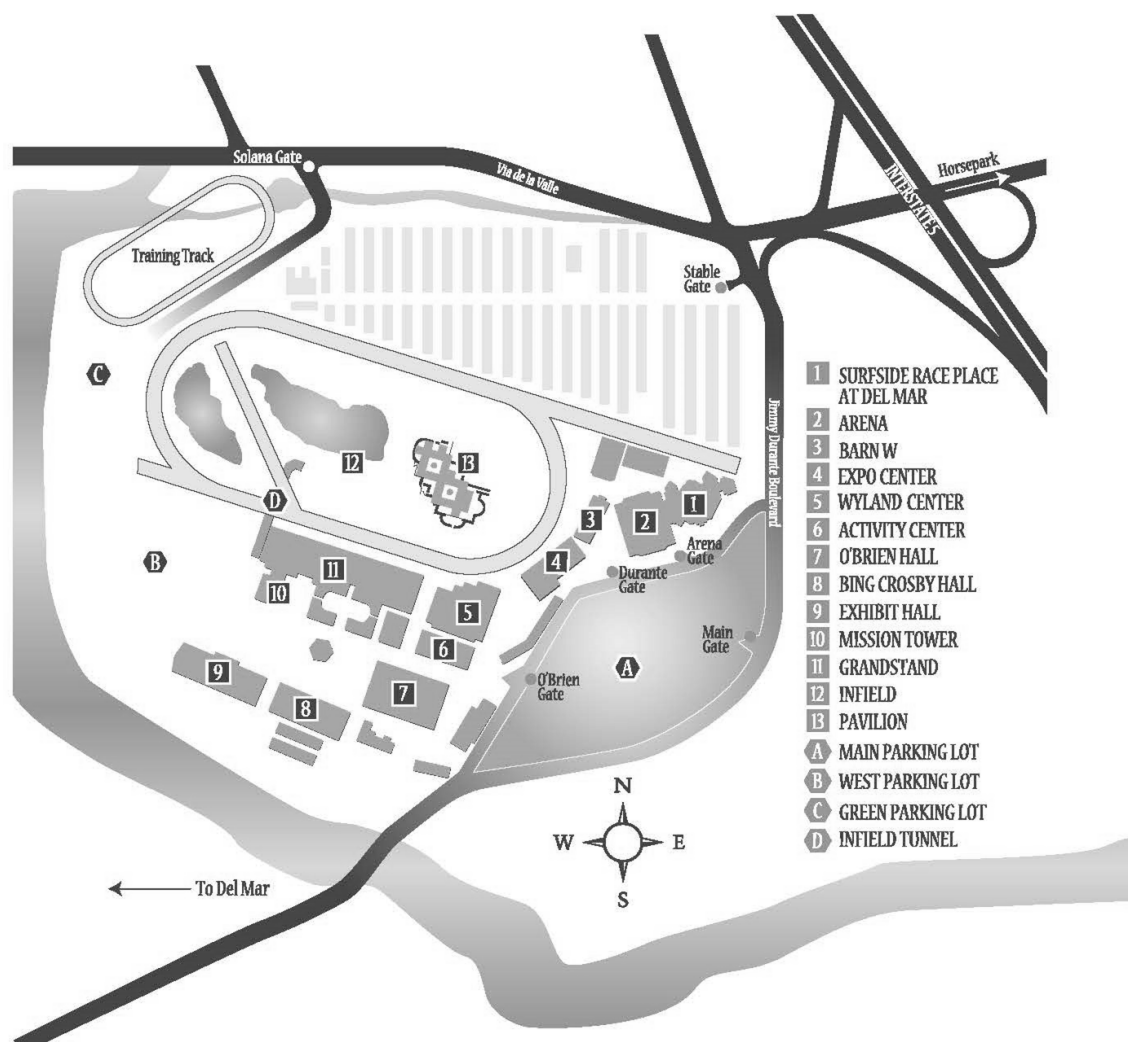 Solana Gate
Via de la Valle
Horsepark
INTERSTATE 5
Training Track
Stable
Gate
C
12
13
D
Jimmy Durante Boulevard
1
2
3
Arena
Gate
B
11
4
Durante
Gate
10
5
Main
Gate
6
A
9
7
O'Brien
Gate
8
1 SURFSIDE RACE PLACE
AT DEL MAR
2 ARENA
3 BARN W
4 EXPO CENTER
5 WYLAND CENTER
6 ACTIVITY CENTER
7 O'BRIEN HALL
8 BING CROSBY HALL
9 EXHIBIT HALL
10 MISSION TOWER
11 GRANDSTAND
12 INFIELD
13 PAVILION
A MAIN PARKING LOT
B WEST PARKING LOT
C GREEN PARKING LOT
D INFIELD TUNNEL
N
W E
S
To Del Mar